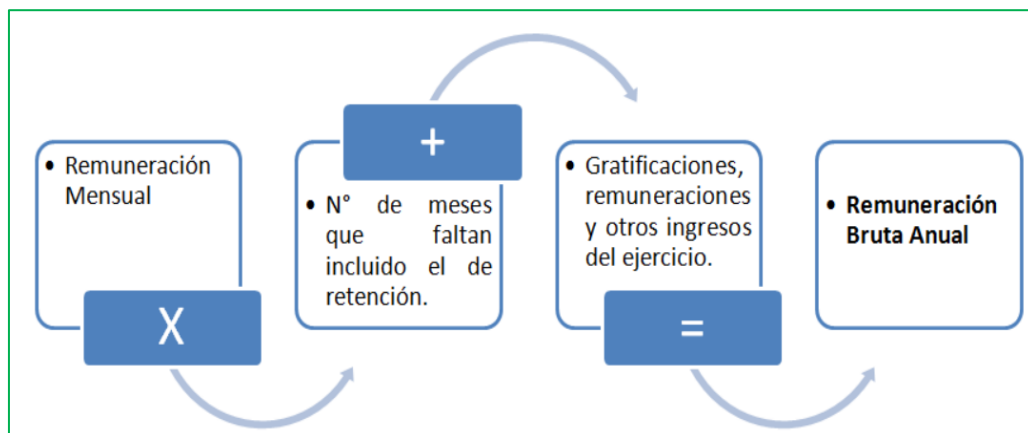 • Remuneración
Mensual
X
+
• N° de meses
que faltan
incluido el de
retención.
• Gratificaciones,
remuneraciones
y otros ingresos
del ejercicio.
=
• Remuneración
Bruta Anual